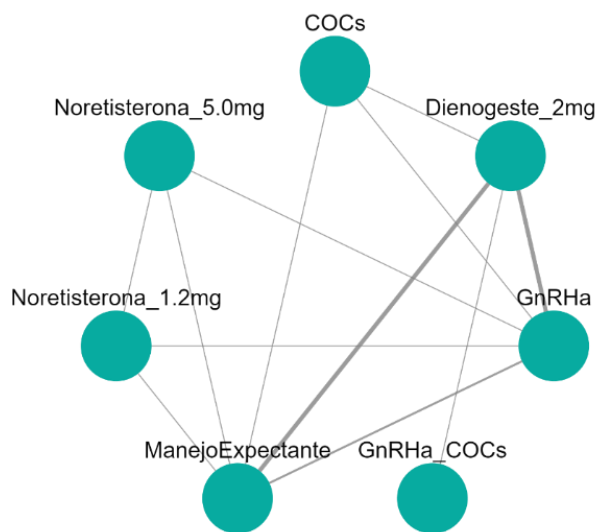 COCs
Noretisterona_5.0mg
Dienogeste_2mg
Noretisterona_1.2mg
GnRHa
ManejoExpectante
GnRHa_COCs